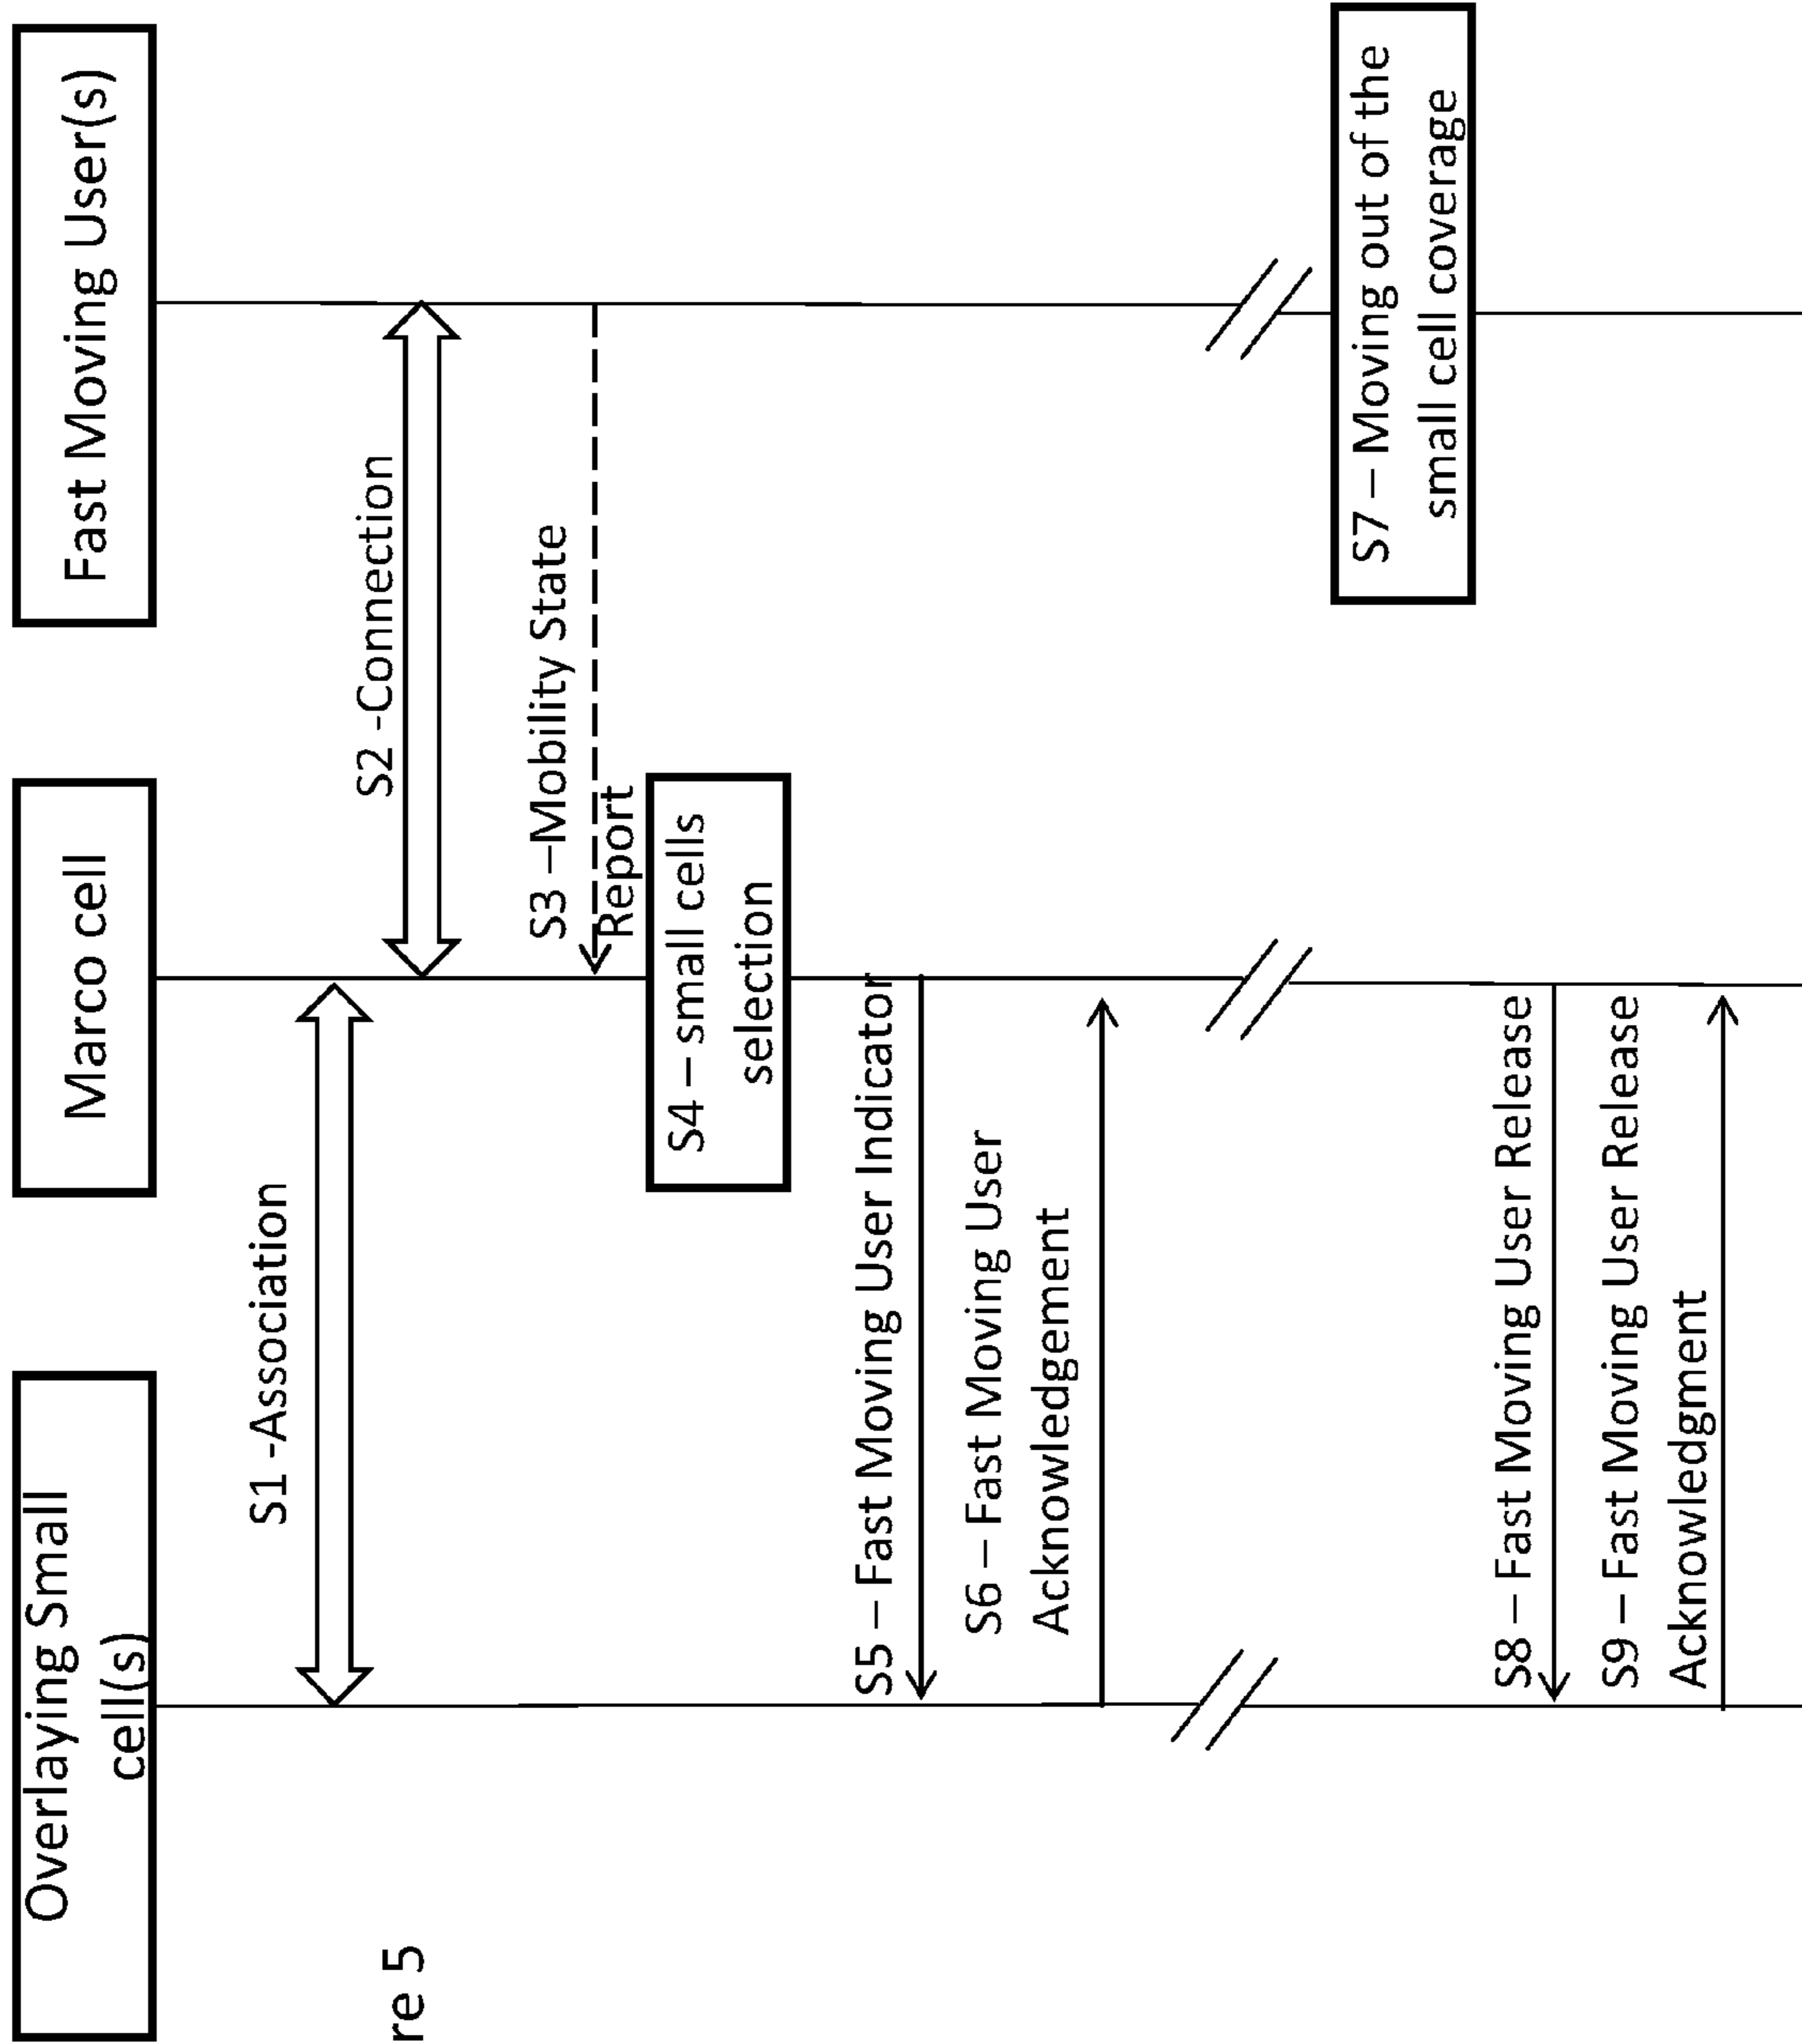 Overlaying Small
cell(s)
Marco cell
Fast Moving User(s)
S1 -Association
S2 -Connection
re 5
S3 –Mobility State
Report
S4 – small cells
selection
S5 – Fast Moving User Indicator
S6 – Fast Moving User
Acknowledgement
S7 – Moving out of the
small cell coverage
S8 – Fast Moving User Release
S9 – Fast Moving User Release
Acknowledgment